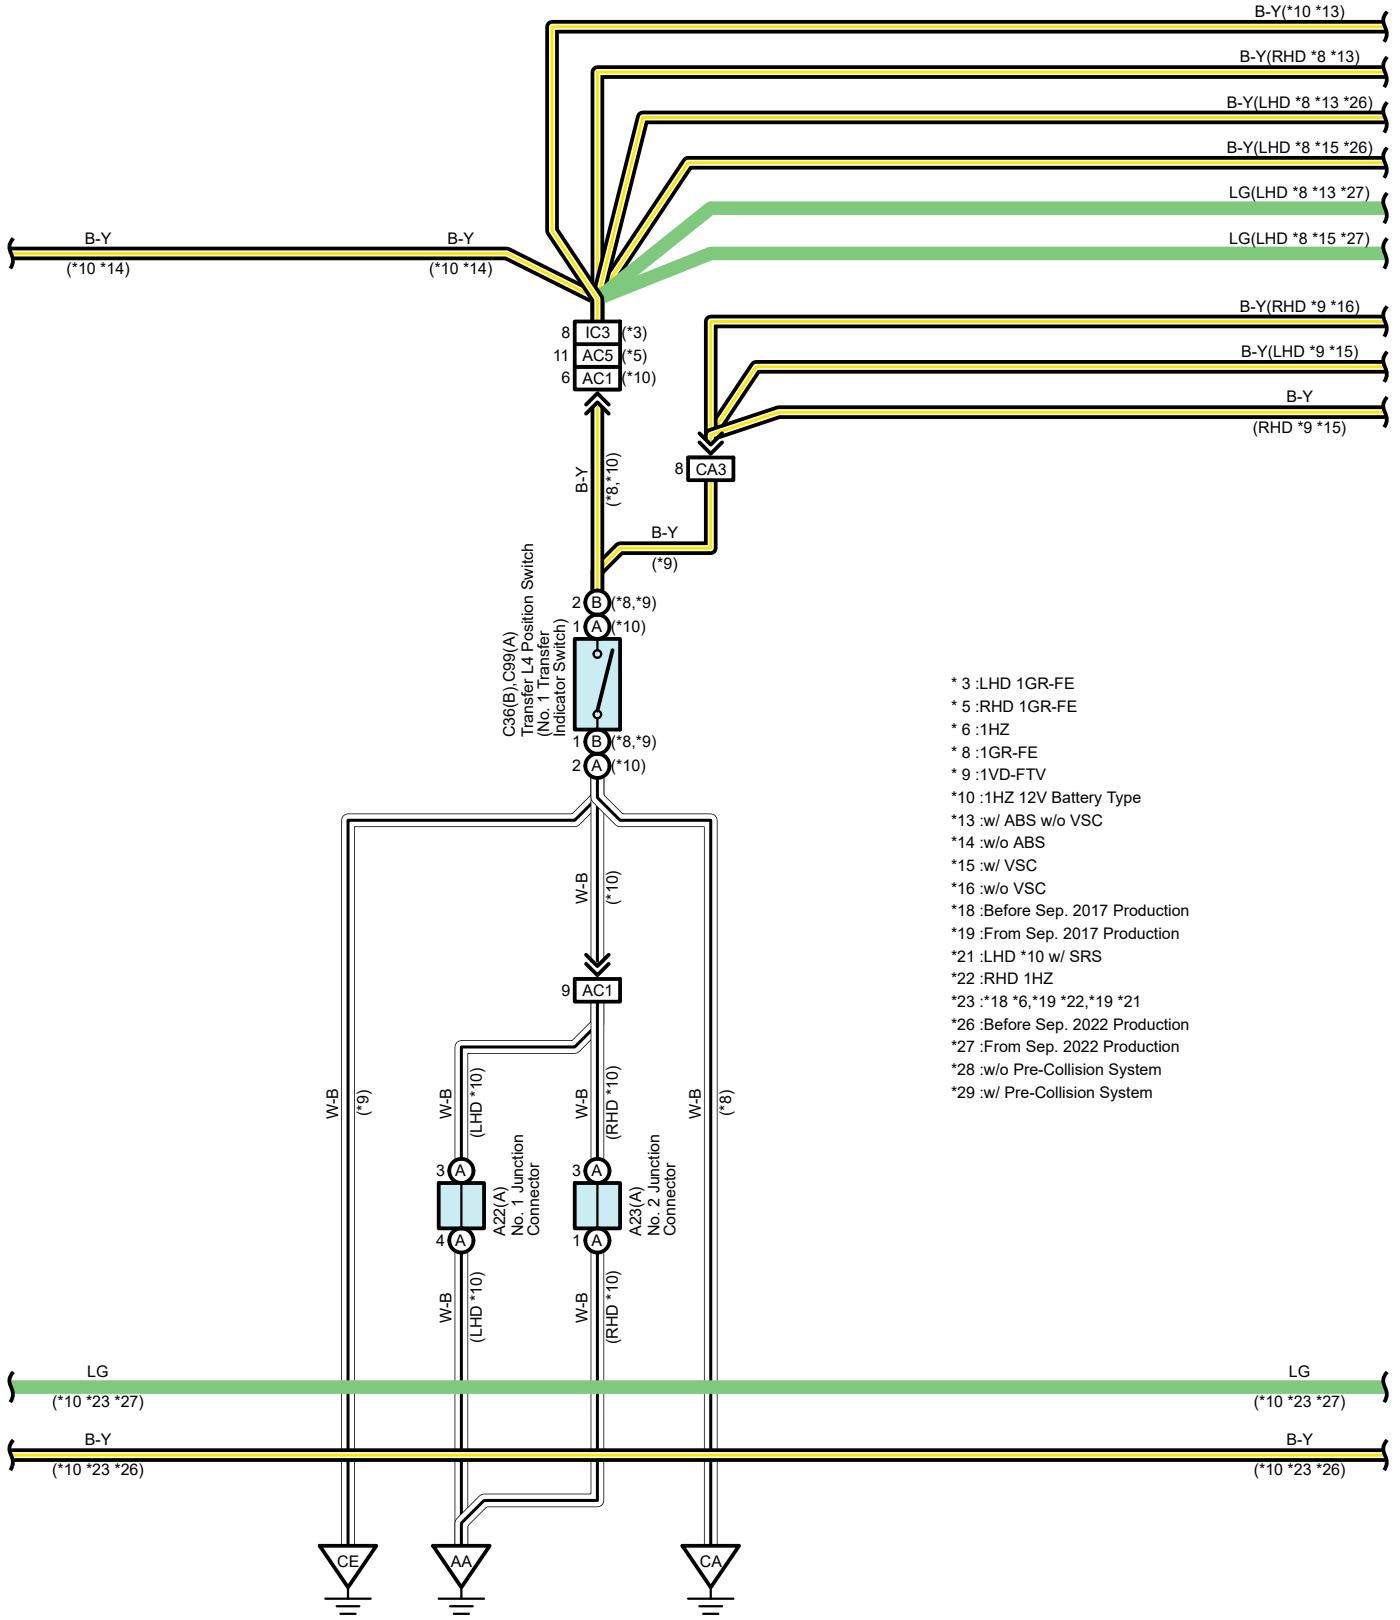 B-Y(*10 *13)
B-Y(RHD *8 *13)
B-Y(LHD *8 *13 *26)
B-Y(LHD *8 *15 *26)
LG(LHD *8 *13 *27)
B-Y
B-Y
LG(LHD *8 *15 *27)
(*10 *14)
(*10 *14)
B-Y(RHD *9 *16)
8 IC3 (*3)
11 AC5 (*5)
B-Y(LHD *9 *15)
6 AC1 (*10)
B-Y
(RHD *9 *15)
8 CA3
B-Y
(*8,*10)
B-Y
(*9)
2 B (*8,*9)
1 A (*10)
C36(B),C99(A)
Transfer L4 Position Switch
(No. 1 Transfer
Indicator Switch)
1 B (*8,*9)
2 A (*10)
* 3 :LHD 1GR-FE
* 5 :RHD 1GR-FE
* 6 :1HZ
* 8 :1GR-FE
* 9 :1VD-FTV
*10 :1HZ 12V Battery Type
*13 :w/ ABS w/o VSC
*14 :w/o ABS
*15 :w/ VSC
*16 :w/o VSC
*18 :Before Sep. 2017 Production
*19 :From Sep. 2017 Production
*21 :LHD *10 w/ SRS
*22 :RHD 1HZ
*23 :*18 *6,*19 *22,*19 *21
*26 :Before Sep. 2022 Production
*27 :From Sep. 2022 Production
*28 :w/o Pre-Collision System
*29 :w/ Pre-Collision System
W-B
(*10)
9 AC1
W-B
(*9)
W-B
(LHD *10)
W-B
(RHD *10)
W-B
(*8)
3 A
A22(A)
No. 1 Junction
Connector
4 A
3 A
A23(A)
No. 2 Junction
Connector
1 A
W-B
(LHD *10)
W-B
(RHD *10)
LG
LG
(*10 *23 *27)
(*10 *23 *27)
B-Y
B-Y
(*10 *23 *26)
(*10 *23 *26)
CE
AA
CA